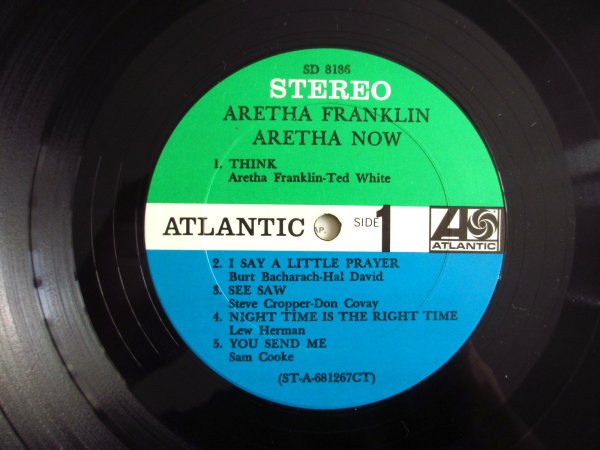 SD 8186
STEREO
ARETHA FRANKLIN
ARETHA NOW
1. THINK
Aretha Franklin-Ted White
ATLANTIC AP. SIDE 1 ATLANTIC
2. I SAY A LITTLE PRAYER
Burt Bacharach-Hal David
3. SEE SAW
Steve Cropper-Don Covay
4. NIGHT TIME IS THE RIGHT TIME
Lew Herman
5. YOU SEND ME
Sam Cooke
(ST-A-681267CT)